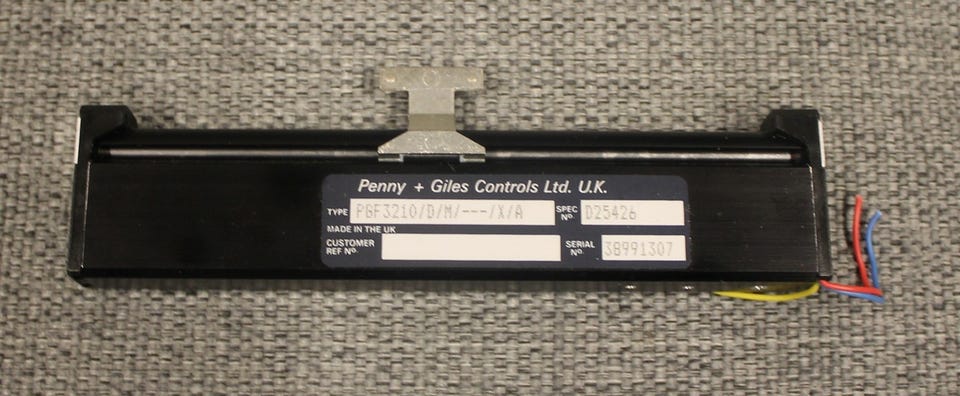 Penny + Giles Controls Ltd. U.K.
TYPE PGF3210/D/M/---/X/A SPEC No. D25426
MADE IN THE UK
CUSTOMER REF No. SERIAL No. 38991307